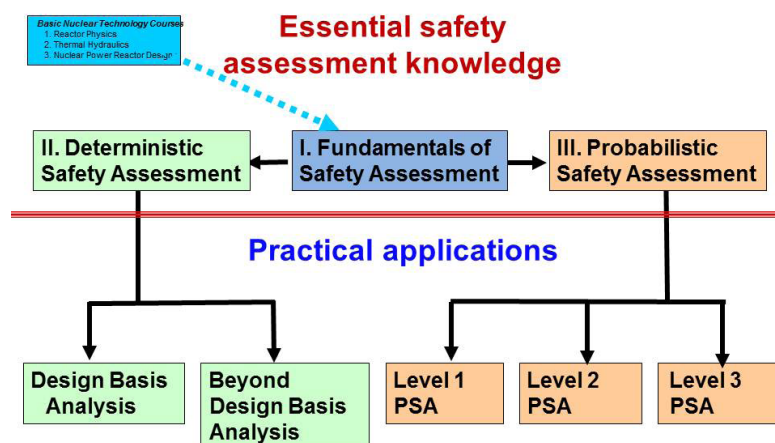 Basic Nuclear Technology Courses
1. Reactor Physics
2. Thermal Hydraulics
3. Nuclear Power Reactor Design
Essential safety
assessment knowledge
II. Deterministic
Safety Assessment
I. Fundamentals of
Safety Assessment
III. Probabilistic
Safety Assessment
Practical applications
Design Basis
Analysis
Beyond
Design Basis
Analysis
Level 1
PSA
Level 2
PSA
Level 3
PSA